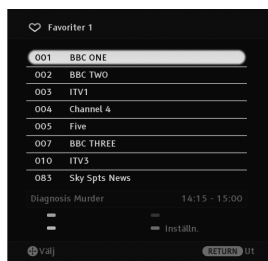 Favoriter 1
001 BBC ONE
002 BBC TWO
003 ITV1
004 Channel 4
005 Five
007 BBC THREE
010 ITV3
083 Sky Spts News
Diagnosis Murder 14:15 - 15:00
Inställn.
Välj RETURN Ut